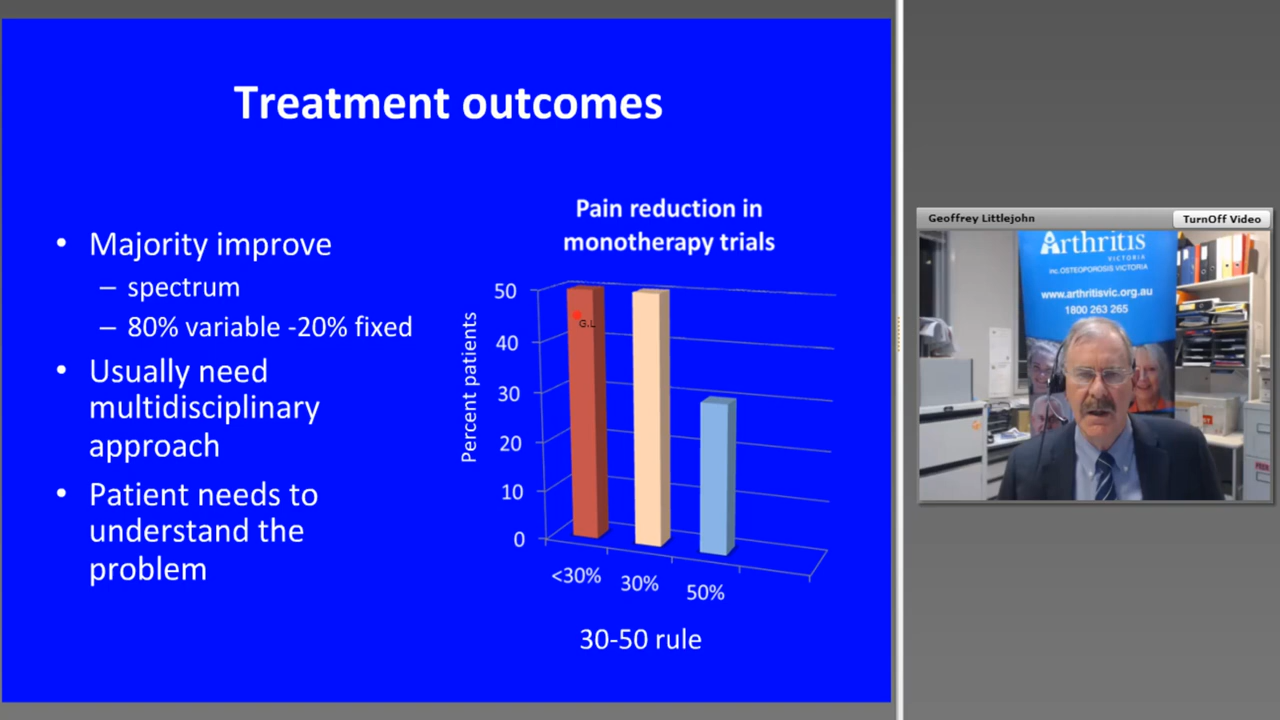 Treatment outcomes
• Majority improve
– spectrum
– 80% variable -20% fixed
• Usually need
multidisciplinary
approach
• Patient needs to
understand the
problem
Pain reduction in
monotherapy trials
Percent patients
50
40
30
20
10
0
G.L
<30%
30%
50%
30-50 rule
Geoffrey Littlejohn
TurnOff Video
Arthritis
VICTORIA
INC.OSTEOPOROSIS VICTORIA
www.arthritisvic.org.au
1800 263 265